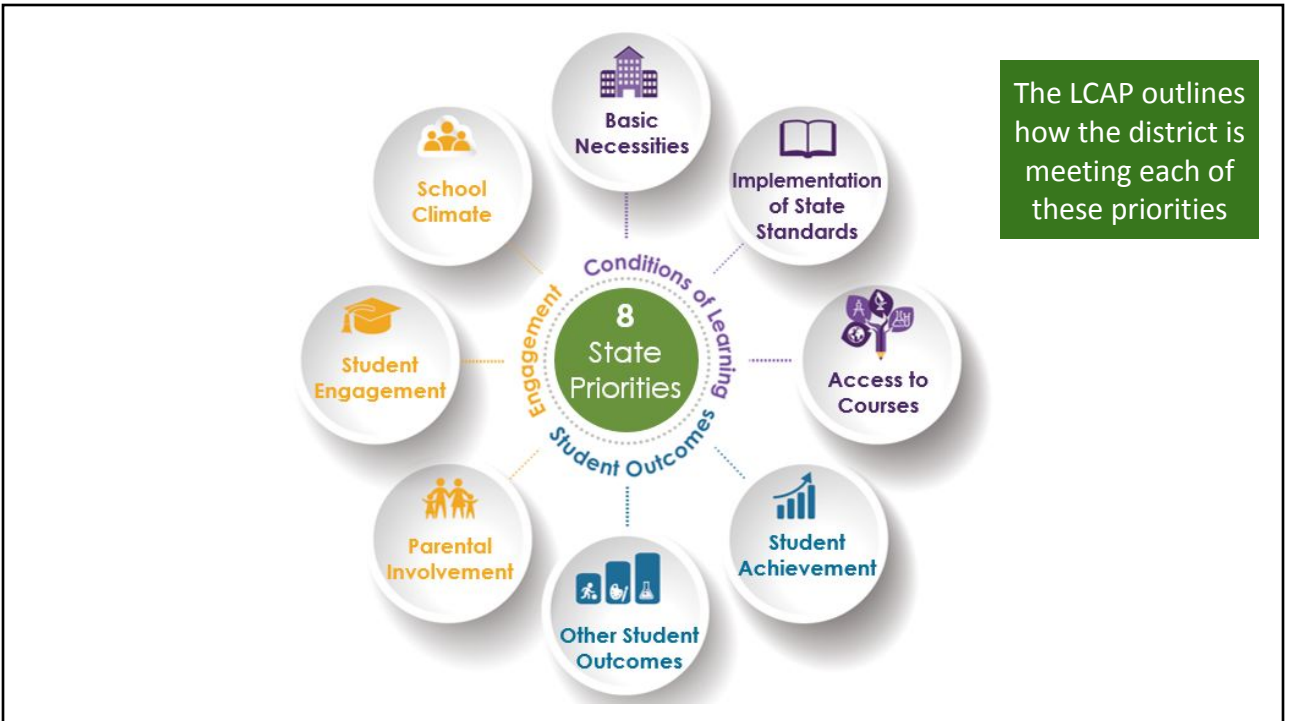 The LCAP outlines
how the district is
meeting each of
these priorities
8
State
Priorities
Conditions of Learning
Student Outcomes
Engagement
Basic
Necessities
Implementation
of State
Standards
Access to
Courses
Student
Achievement
Other Student
Outcomes
Parental
Involvement
Student
Engagement
School
Climate